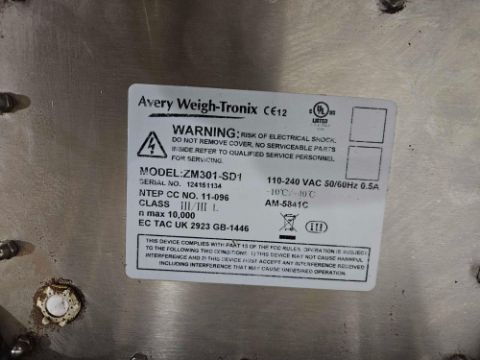 Avery Weigh-Tronix CE12
UL
LISTED
WARNING: RISK OF ELECTRICAL SHOCK.
DO NOT REMOVE COVER, NO SERVICEABLE PARTS
INSIDE REFER TO QUALIFIED SERVICE PERSONNEL
FOR SERVICING.
MODEL:ZM301-SD1 110-240 VAC 50/60Hz 0.5A
SERIAL NO. 124151134 -10°C/+40°C
NTEP CC NO. 11-096 AM-5841C
CLASS III/III L
n max 10,000
EC TAC UK 2923 GB-1446
THIS DEVICE COMPLIES WITH PART 15 OF THE FCC RULES. OPERATION IS SUBJECT
TO THE FOLLOWING TWO CONDITIONS: 1) THIS DEVICE MAY NOT CAUSE HARMFUL
INTERFERENCE AND 2) THIS DEVICE MUST ACCEPT ANY INTERFERENCE RECEIVED
INCLUDING INTERFERENCE THAT MAY CAUSE UNDESIRED OPERATION.